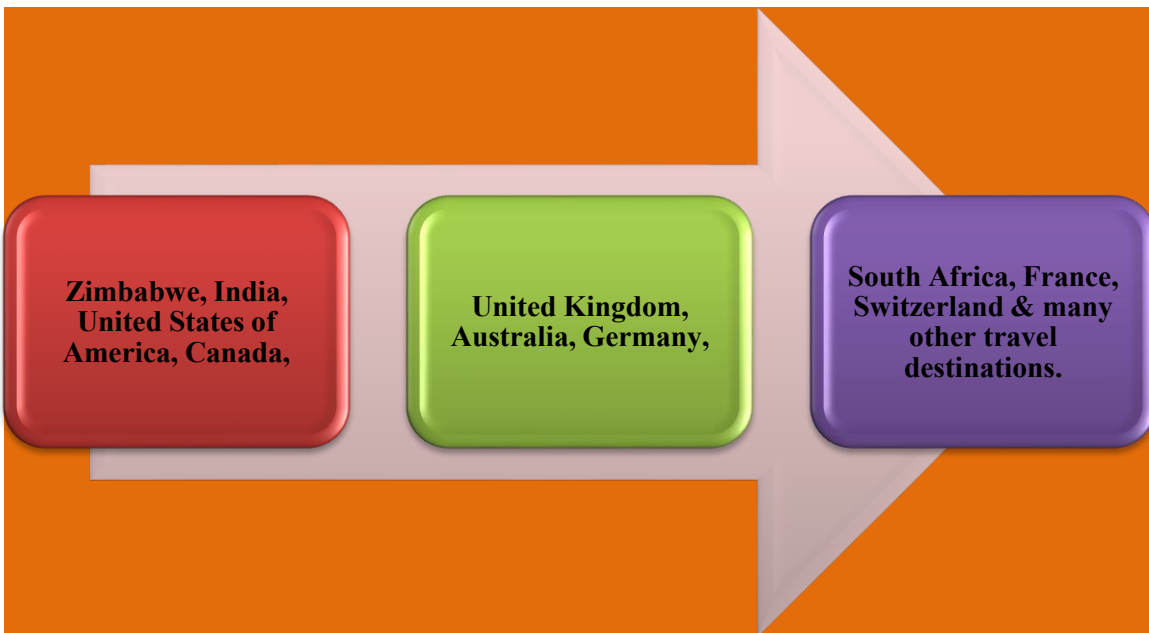 Zimbabwe, India,
United States of
America, Canada,
United Kingdom,
Australia, Germany,
South Africa, France,
Switzerland & many
other travel
destinations.